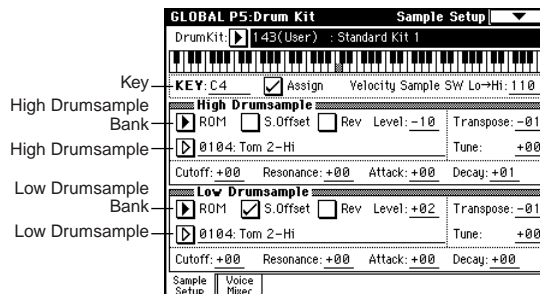 GLOBAL P5:Drum Kit Sample Setup
DrumKit: 143(User) : Standard Kit 1
Key
KEY: C4 Assign Velocity Sample SW Lo→Hi: 110
High Drumsample
High Drumsample Bank
ROM S.Offset Rev Level: -10 Transpose: -01
High Drumsample
0104: Tom 2-Hi Tune: +00
Cutoff: +00 Resonance: +00 Attack: +00 Decay: +01
Low Drumsample
Low Drumsample Bank
ROM S.Offset Rev Level: +02 Transpose: -01
Low Drumsample
0104: Tom 2-Hi Tune: +00
Cutoff: +00 Resonance: +00 Attack: +00 Decay: +00
Sample Setup Voice Mixer